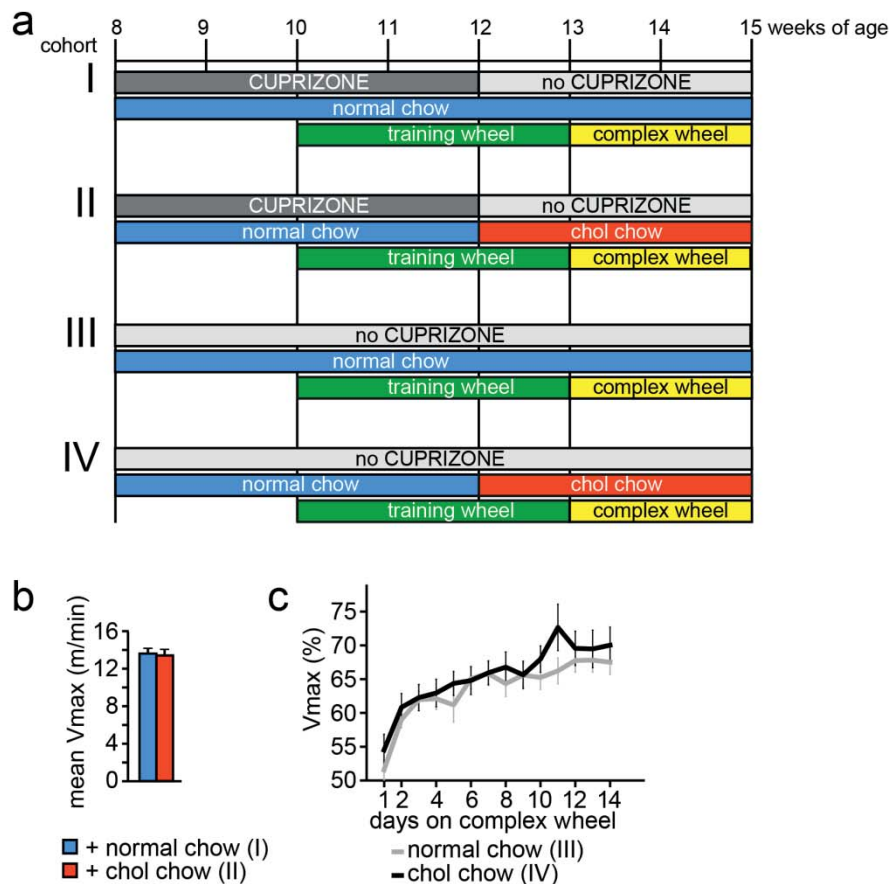 a
cohort
8 9 10 11 12 13 14 15 weeks of age
I
CUPRIZONE no CUPRIZONE
normal chow
training wheel complex wheel
II
CUPRIZONE no CUPRIZONE
normal chow chol chow
training wheel complex wheel
III
no CUPRIZONE
normal chow
training wheel complex wheel
IV
no CUPRIZONE
normal chow chol chow
training wheel complex wheel
b
mean Vmax (m/min)
16
12
8
4
0
+ normal chow (I)
+ chol chow (II)
c
Vmax (%)
75
70
65
60
55
50
1 2 4 6 8 10 12 14
days on complex wheel
normal chow (III)
chol chow (IV)